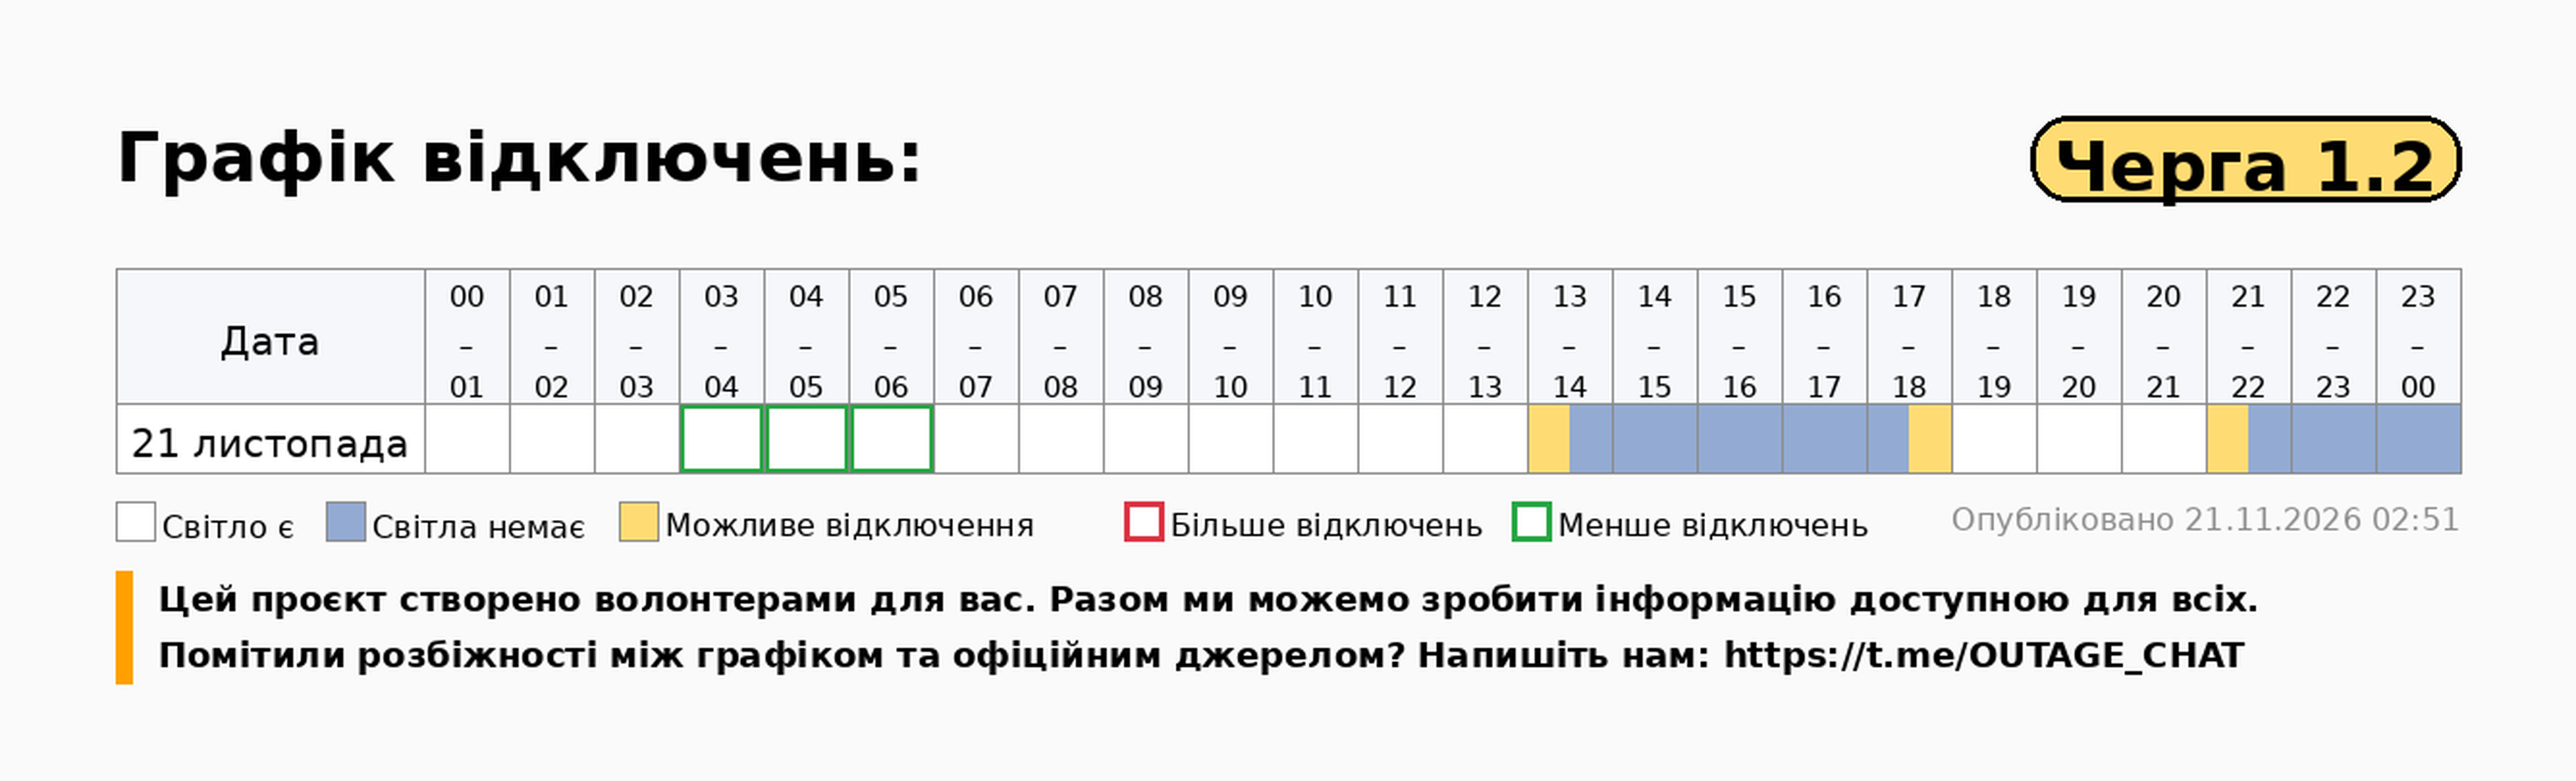 Графік відключень:
Черга 1.2
Дата
00 – 01
01 – 02
02 – 03
03 – 04
04 – 05
05 – 06
06 – 07
07 – 08
08 – 09
09 – 10
10 – 11
11 – 12
12 – 13
13 – 14
14 – 15
15 – 16
16 – 17
17 – 18
18 – 19
19 – 20
20 – 21
21 – 22
22 – 23
23 – 00
21 листопада
Світло є
Світла немає
Можливе відключення
Більше відключень
Менше відключень
Опубліковано 21.11.2026 02:51
Цей проєкт створено волонтерами для вас. Разом ми можемо зробити інформацію доступною для всіх.
Помітили розбіжності між графіком та офіційним джерелом? Напишіть нам: https://t.me/OUTAGE_CHAT